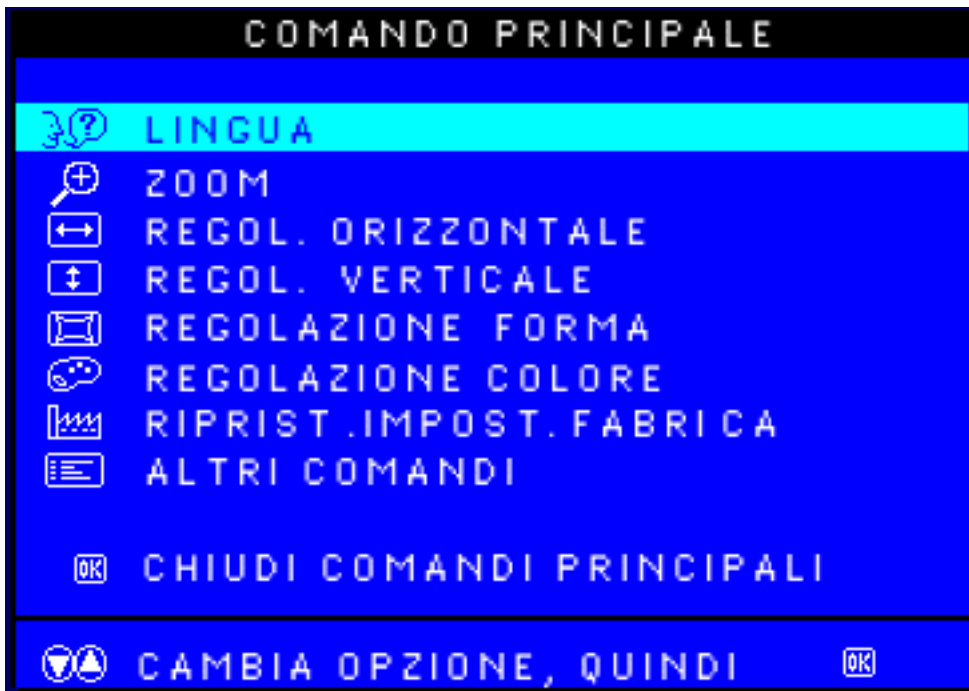 COMANDO PRINCIPALE
LINGUA
ZOOM
REGOL. ORIZZONTALE
REGOL. VERTICALE
REGOLAZIONE FORMA
REGOLAZIONE COLORE
RIPRIST.IMPOST.FABRICA
ALTRI COMANDI
OK CHIUDI COMANDI PRINCIPALI
CAMBIA OPZIONE, QUINDI OK